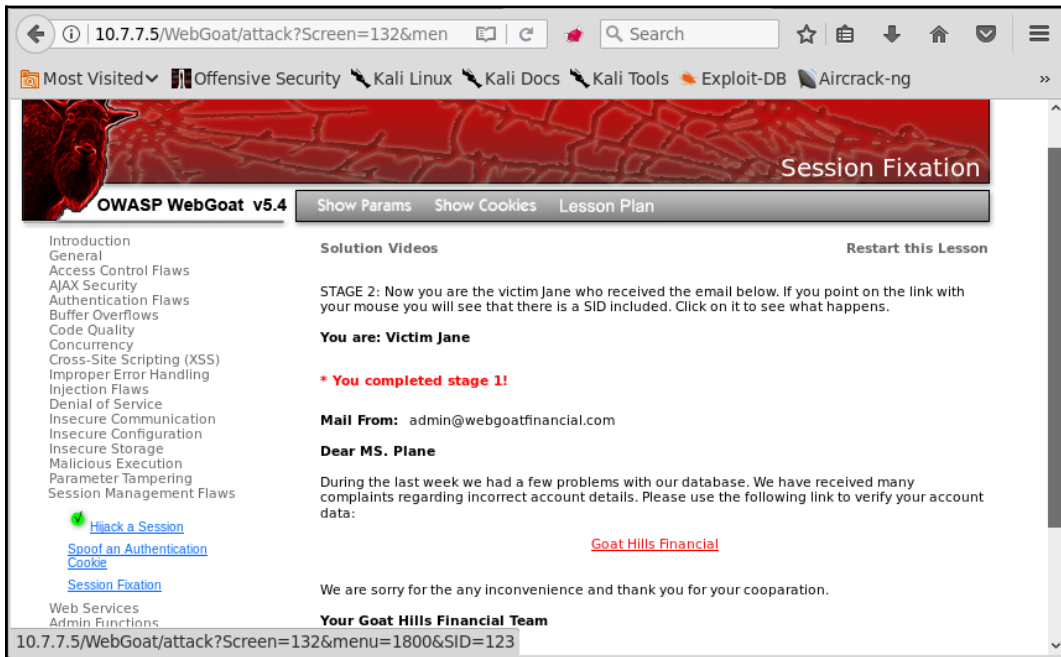 10.7.7.5/WebGoat/attack?Screen=132&men
Search
Most Visited
Offensive Security
Kali Linux
Kali Docs
Kali Tools
Exploit-DB
Aircrack-ng
»
Session Fixation
OWASP WebGoat v5.4
Show Params
Show Cookies
Lesson Plan
Introduction
General
Access Control Flaws
AJAX Security
Authentication Flaws
Buffer Overflows
Code Quality
Concurrency
Cross-Site Scripting (XSS)
Improper Error Handling
Injection Flaws
Denial of Service
Insecure Communication
Insecure Configuration
Insecure Storage
Malicious Execution
Parameter Tampering
Session Management Flaws
Hijack a Session
Spoof an Authentication
Cookie
Session Fixation
Web Services
Admin Functions
Solution Videos
Restart this Lesson
STAGE 2: Now you are the victim Jane who received the email below. If you point on the link with
your mouse you will see that there is a SID included. Click on it to see what happens.
You are: Victim Jane
* You completed stage 1!
Mail From: admin@webgoatfinancial.com
Dear MS. Plane
During the last week we had a few problems with our database. We have received many
complaints regarding incorrect account details. Please use the following link to verify your account
data:
Goat Hills Financial
We are sorry for the any inconvenience and thank you for your cooparation.
Your Goat Hills Financial Team
10.7.7.5/WebGoat/attack?Screen=132&menu=1800&SID=123